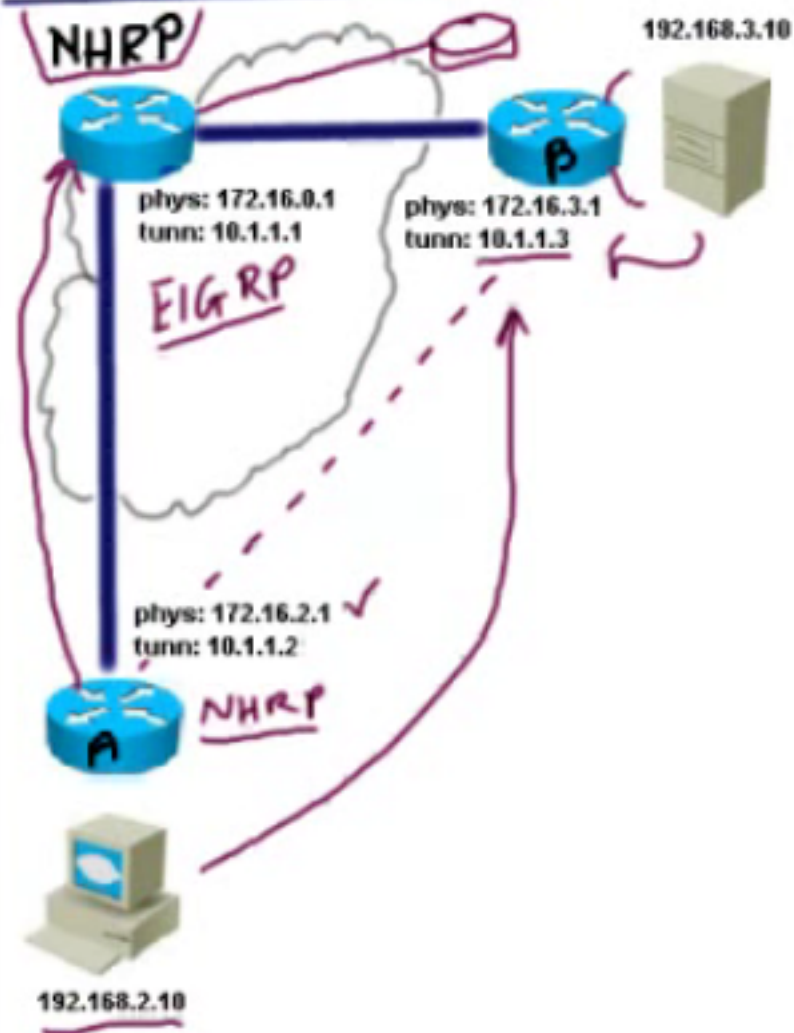 NHRP
192.168.3.10
B
phys: 172.16.0.1
tunn: 10.1.1.1
phys: 172.16.3.1
tunn: 10.1.1.3
EIGRP
phys: 172.16.2.1
tunn: 10.1.1.2
NHRP
A
192.168.2.10